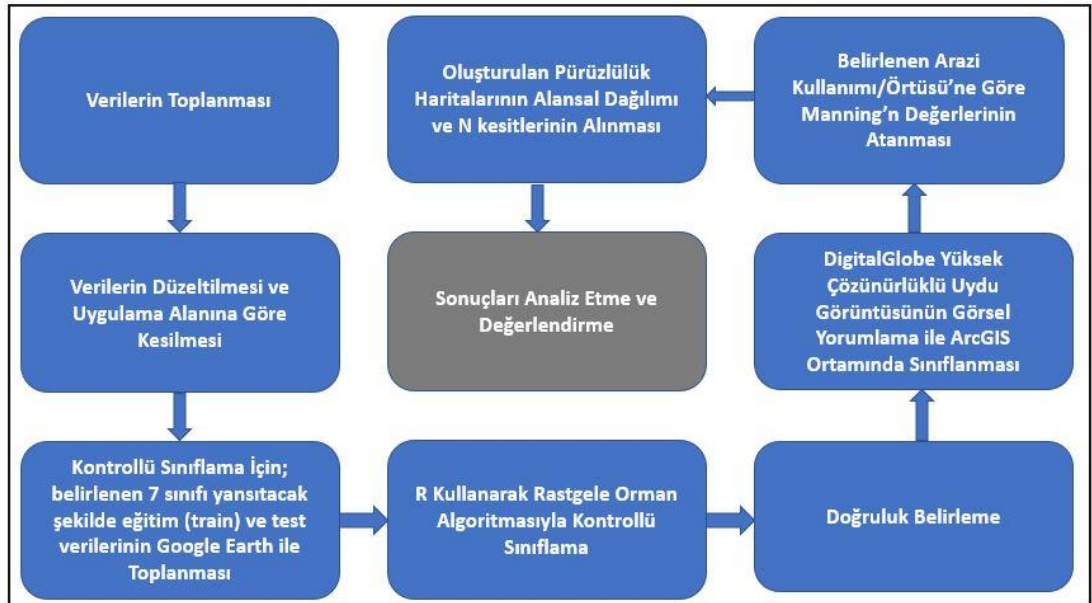 Verilerin Toplanması
Verilerin Düzeltilmesi ve
Uygulama Alanına Göre
Kesilmesi
Kontrollü Sınıflama İçin;
belirlenen 7 sınıfı yansıtacak
şekilde eğitim (train) ve test
verilerinin Google Earth ile
Toplanması
R Kullanarak Rastgele Orman
Algoritmasıyla Kontrollü
Sınıflama
Doğruluk Belirleme
DigitalGlobe Yüksek
Çözünürlüklü Uydu
Görüntüsünün Görsel
Yorumlama ile ArcGIS
Ortamında Sınıflanması
Belirlenen Arazi
Kullanımı/Örtüsü’ne Göre
Manning’n Değerlerinin
Atanması
Oluşturulan Pürüzlülük
Haritalarının Alansal Dağılımı
ve N kesitlerinin Alınması
Sonuçları Analiz Etme ve
Değerlendirme